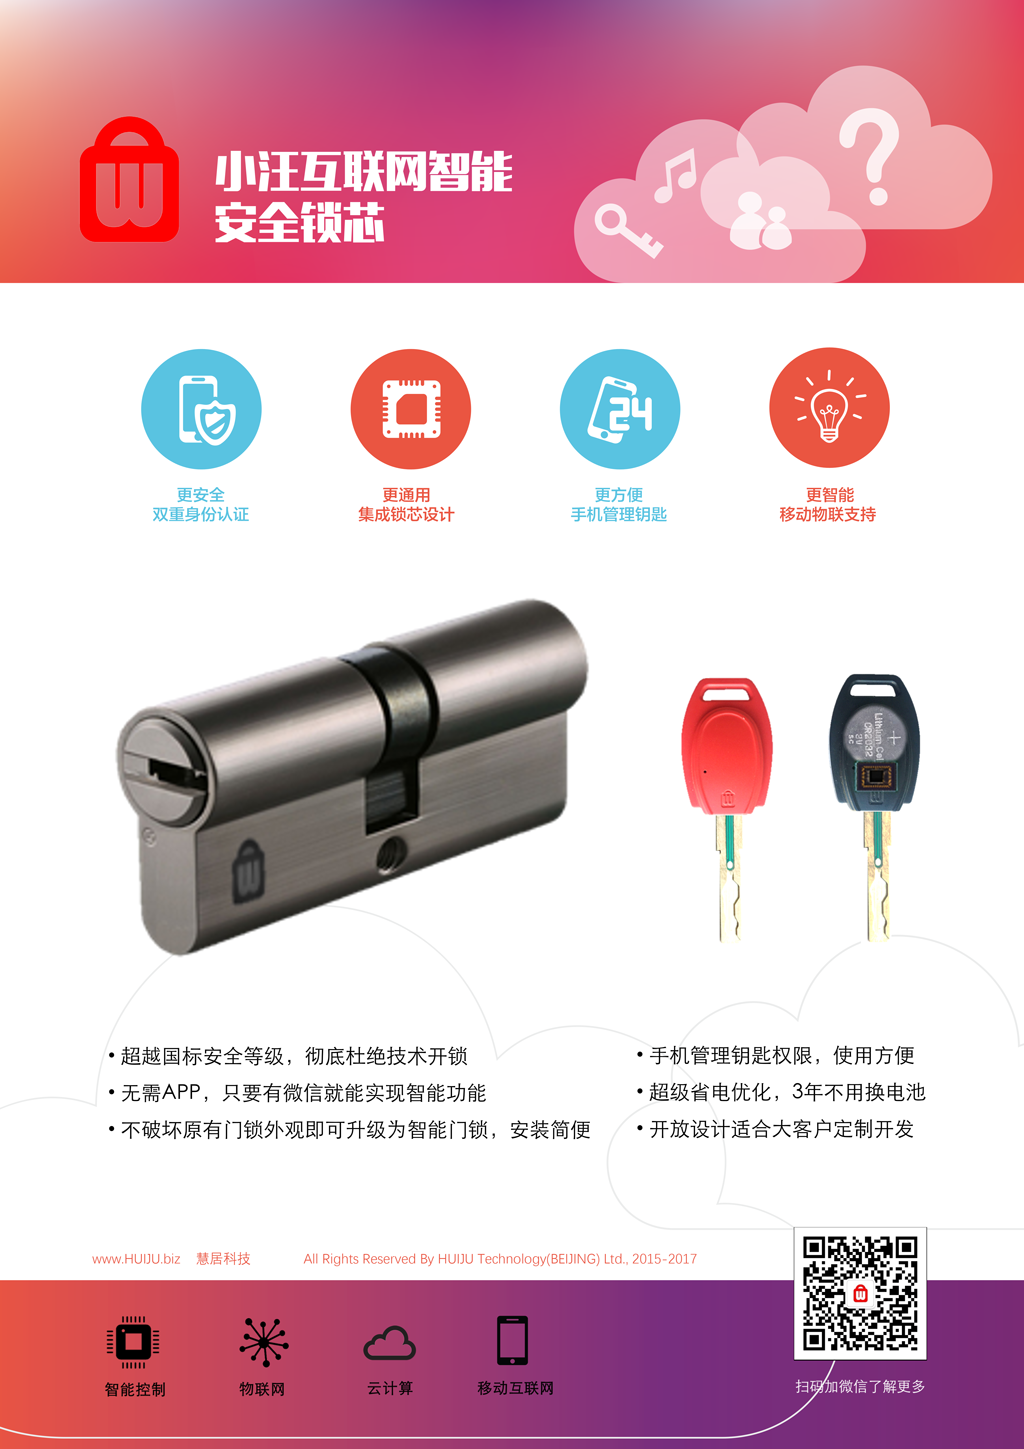 小汪互联网智能
安全锁芯
更安全
双重身份认证
更通用
集成锁芯设计
24
更方便
手机管理钥匙
更智能
移动物联支持
Lithium Cel
CR2032
• 超越国标安全等级，彻底杜绝技术开锁
• 无需APP，只要有微信就能实现智能功能
• 不破坏原有门锁外观即可升级为智能门锁，安装简便
• 手机管理钥匙权限，使用方便
• 超级省电优化，3年不用换电池
• 开放设计适合大客户定制开发
www.HUIJU.biz 慧居科技 All Rights Reserved By HUIJU Technology(BEIJING) Ltd., 2015-2017
智能控制
物联网
云计算
移动互联网
扫码加微信了解更多